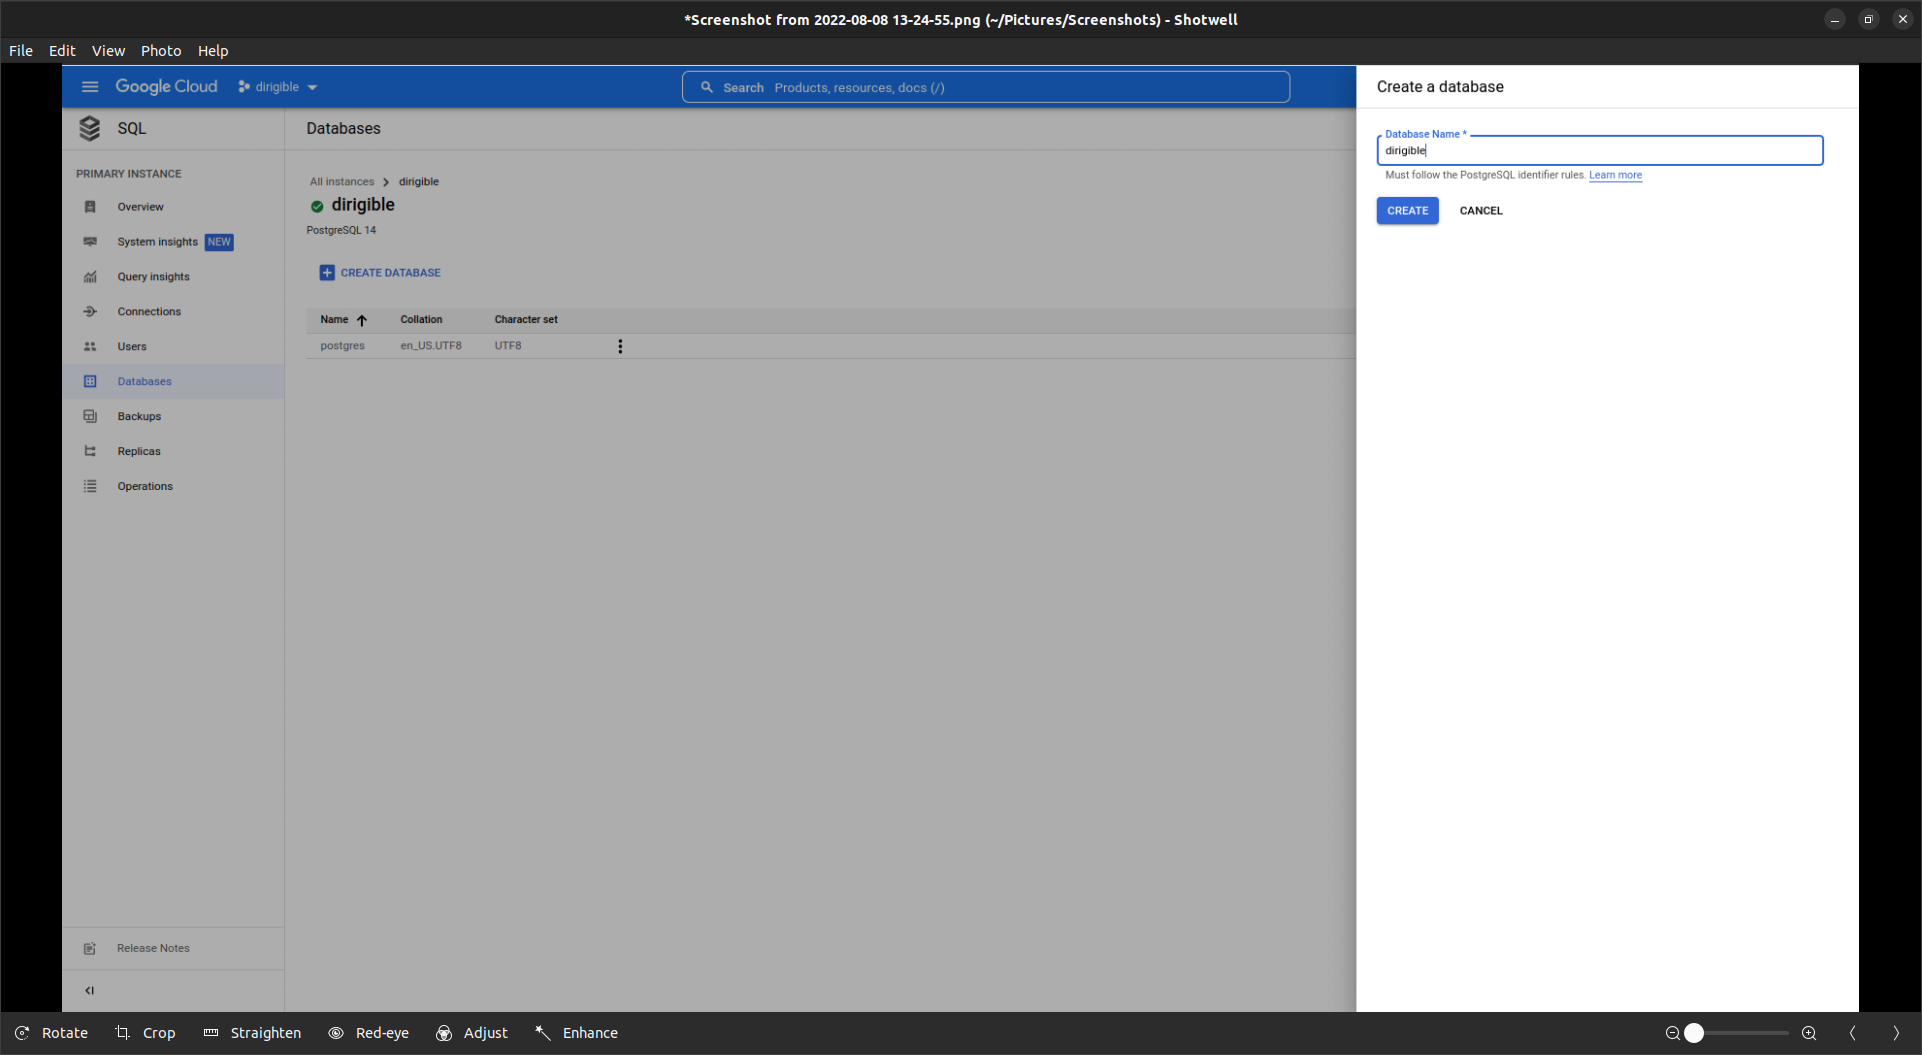 *Screenshot from 2022-08-08 13-24-55.png (~/Pictures/Screenshots) - Shotwell
File Edit View Photo Help
Google Cloud dirigible Search Products, resources, docs (/)
SQL
PRIMARY INSTANCE
Overview
System insights NEW
Query insights
Connections
Users
Databases
Backups
Replicas
Operations
Release Notes
Databases
All instances dirigible
dirigible
PostgreSQL 14
CREATE DATABASE
Name Collation Character set
postgres en_US.UTF8 UTF8
Create a database
Database Name *
dirigible
Must follow the PostgreSQL identifier rules. Learn more
CREATE CANCEL
Rotate Crop Straighten Red-eye Adjust Enhance